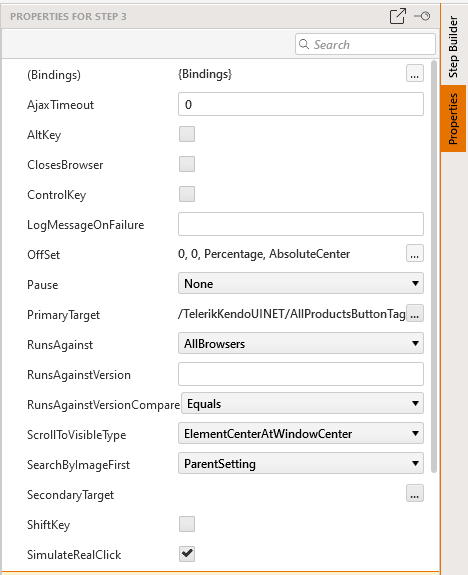 PROPERTIES FOR STEP 3
Search
(Bindings) {Bindings} ...
AjaxTimeout 0
AltKey
ClosesBrowser
ControlKey
LogMessageOnFailure
OffSet 0, 0, Percentage, AbsoluteCenter ...
Pause None
PrimaryTarget /TelerikKendoUINET/AllProductsButtonTag ...
RunsAgainst AllBrowsers
RunsAgainstVersion
RunsAgainstVersionCompare Equals
ScrollToVisibleType ElementCenterAtWindowCenter
SearchByImageFirst ParentSetting
SecondaryTarget ...
ShiftKey
SimulateRealClick
Step Builder
Properties